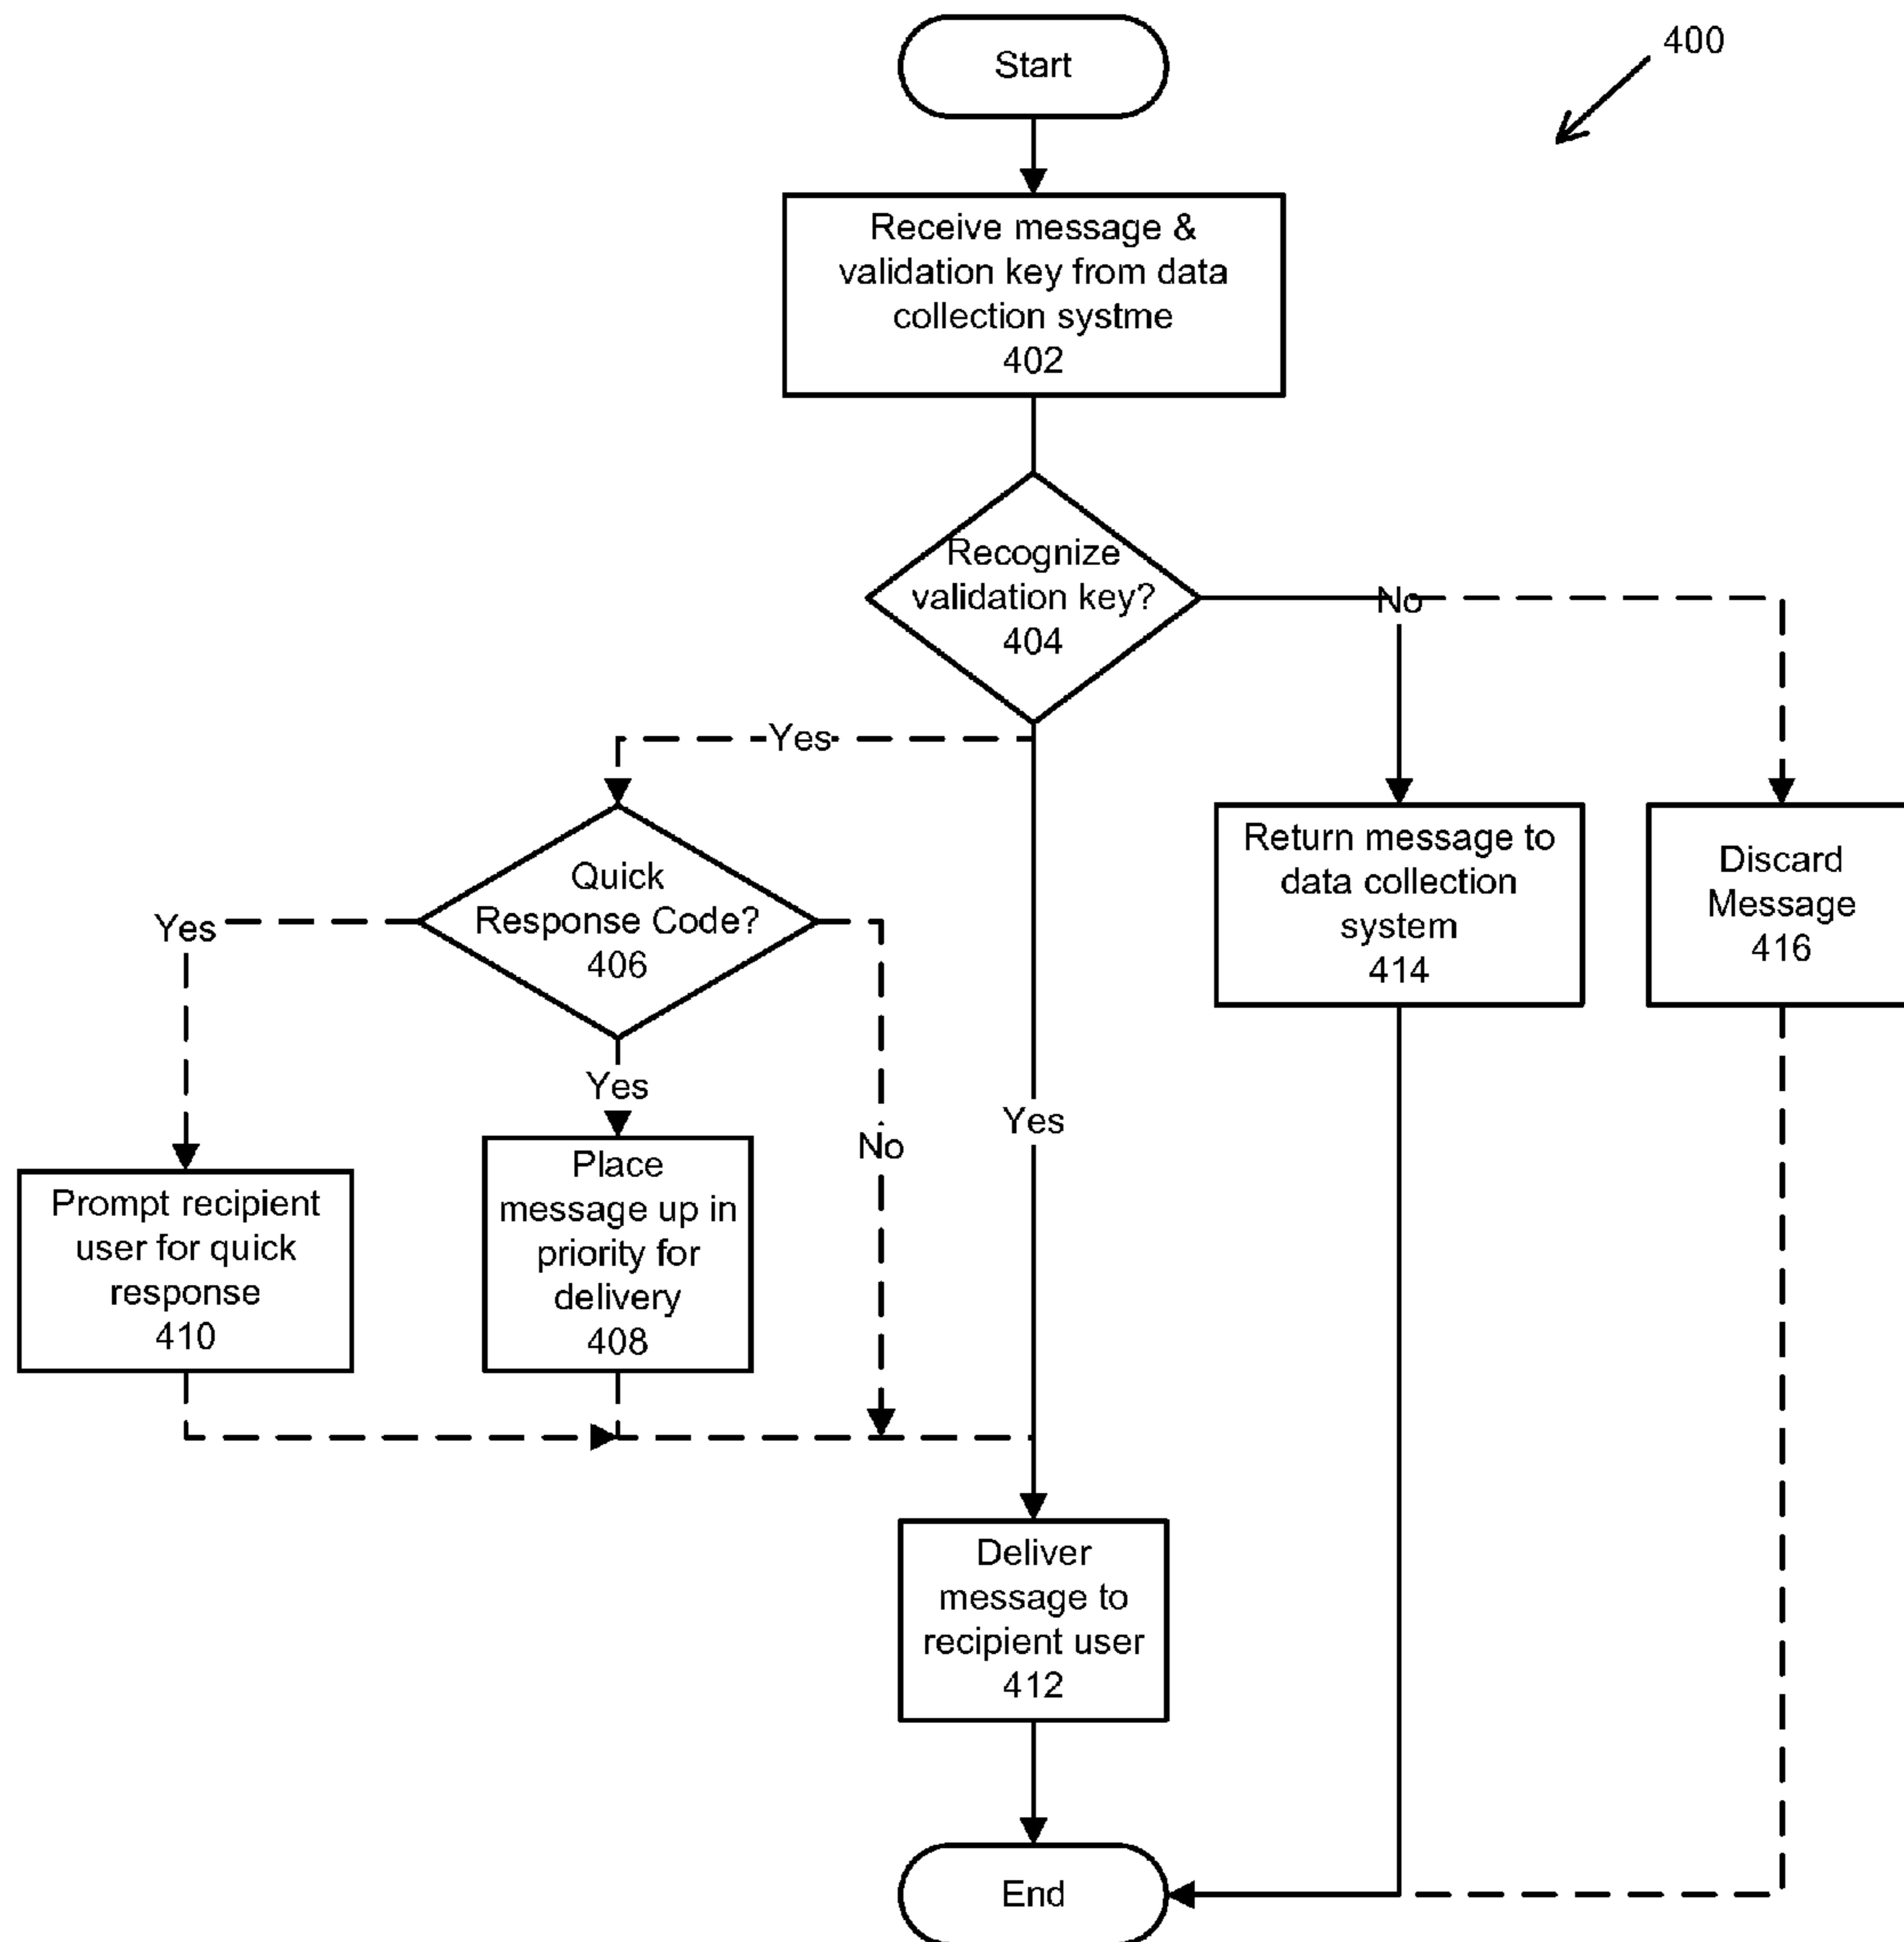 Start
400
Receive message &
validation key from data
collection systme
402
Recognize
validation key?
404
No
Yes
Quick
Response Code?
406
Yes
Return message to
data collection
system
414
Discard
Message
416
Yes
Yes
No
Prompt recipient
user for quick
response
410
Place
message up in
priority for
delivery
408
Deliver
message to
recipient user
412
End